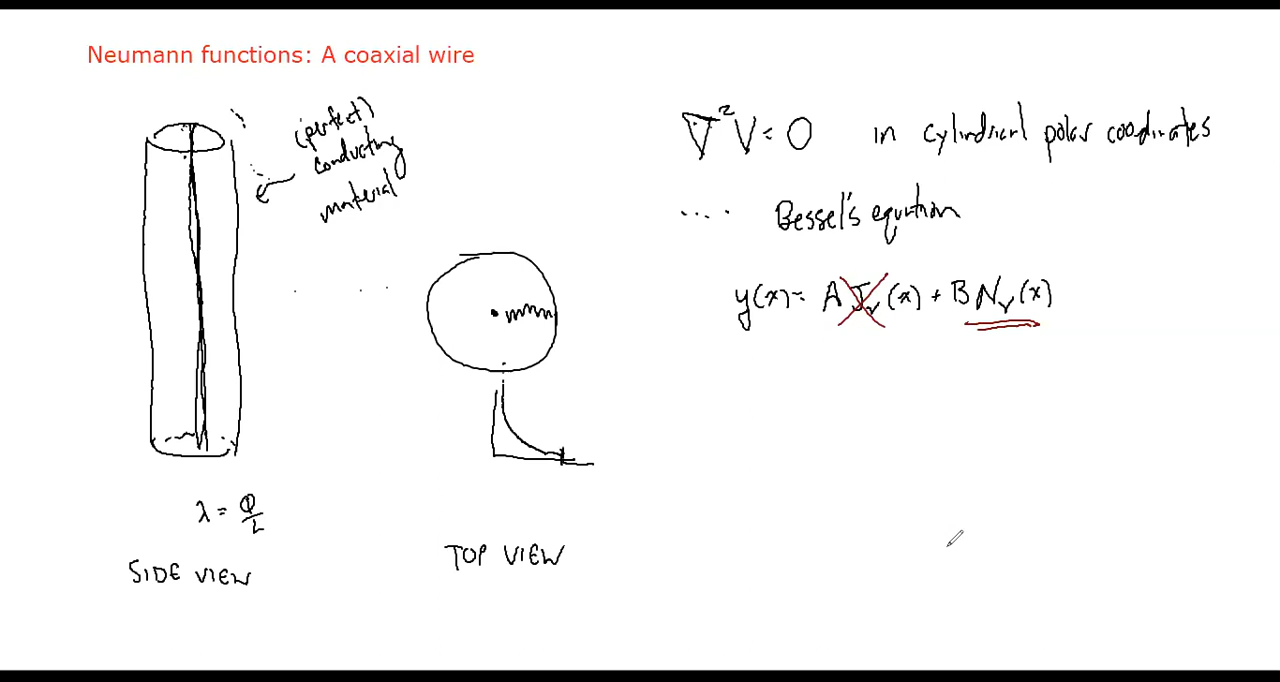 Neumann functions: A coaxial wire
(perfect)
conducting
material
λ = Q/L
SIDE VIEW
TOP VIEW
∇²V = 0 in cylindrical polar coordinates
.... Bessel's equation
y(x) = A J_ν(x) + B N_ν(x)